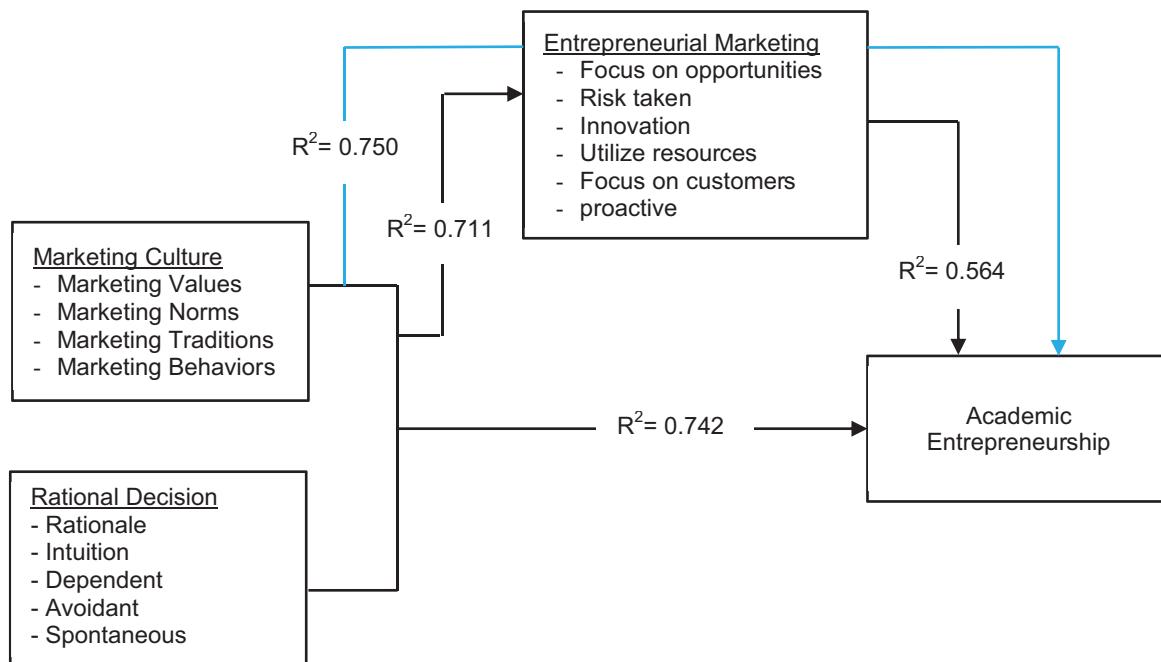 Entrepreneurial Marketing
- Focus on opportunities
- Risk taken
- Innovation
- Utilize resources
- Focus on customers
- proactive
R²= 0.750
R²= 0.711
Marketing Culture
- Marketing Values
- Marketing Norms
- Marketing Traditions
- Marketing Behaviors
R²= 0.564
R²= 0.742
Academic
Entrepreneurship
Rational Decision
- Rationale
- Intuition
- Dependent
- Avoidant
- Spontaneous